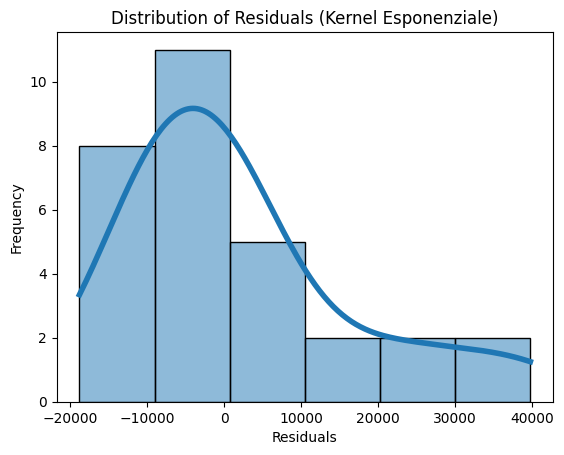 Distribution of Residuals (Kernel Esponenziale)
Frequency
10
8
6
4
2
0
−20000 −10000 0 10000 20000 30000 40000
Residuals